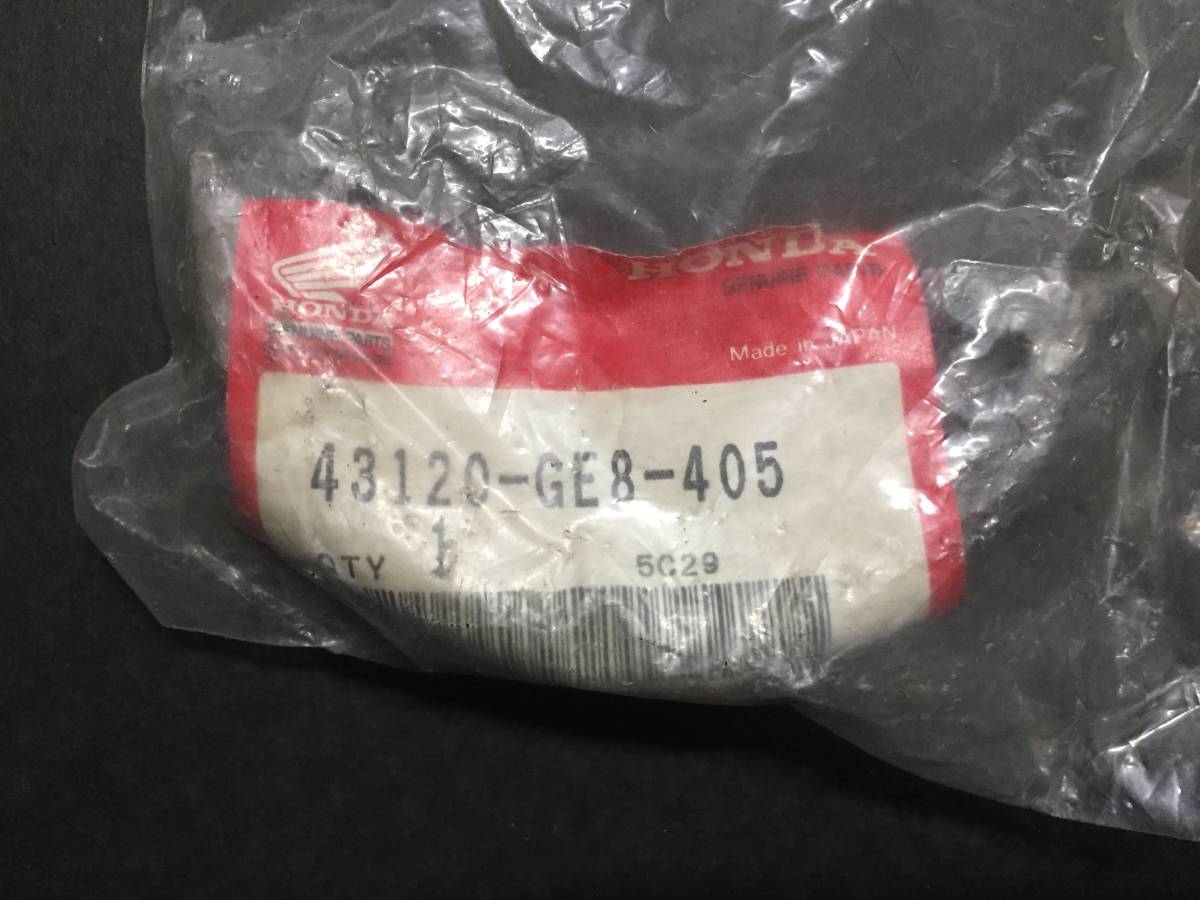 HONDA
GENUINE PARTS
HONDA
GENUINE PARTS
Made in JAPAN
43120-GE8-405
QTY 1 5C29